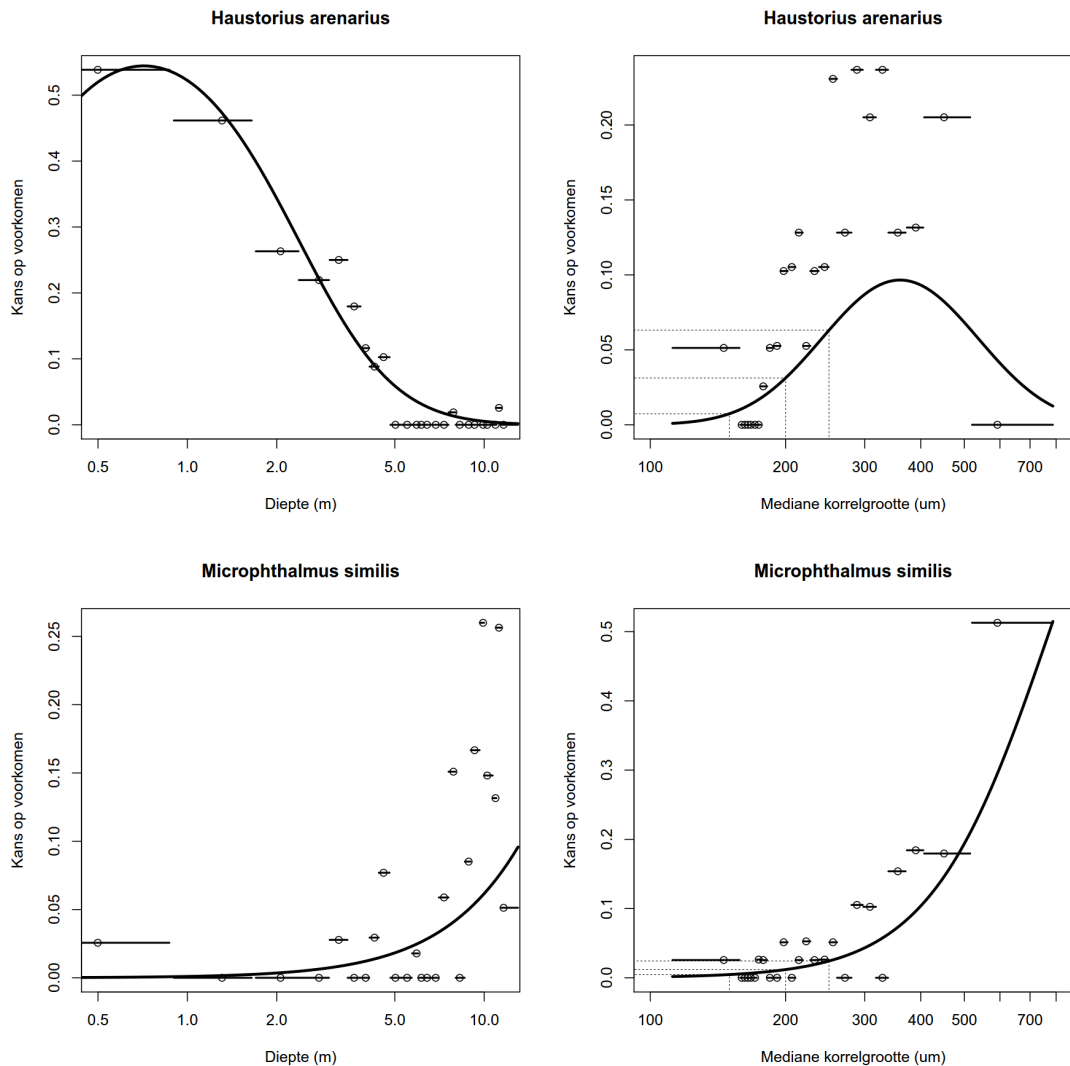 Haustorius arenarius
Kans op voorkomen
0.0 0.1 0.2 0.3 0.4 0.5
0.5 1.0 2.0 5.0 10.0
Diepte (m)
Haustorius arenarius
Kans op voorkomen
0.00 0.05 0.10 0.15 0.20
100 200 300 400 500 700
Mediane korrelgrootte (um)
Microphthalmus similis
Kans op voorkomen
0.00 0.05 0.10 0.15 0.20 0.25
0.5 1.0 2.0 5.0 10.0
Diepte (m)
Microphthalmus similis
Kans op voorkomen
0.0 0.1 0.2 0.3 0.4 0.5
100 200 300 400 500 700
Mediane korrelgrootte (um)